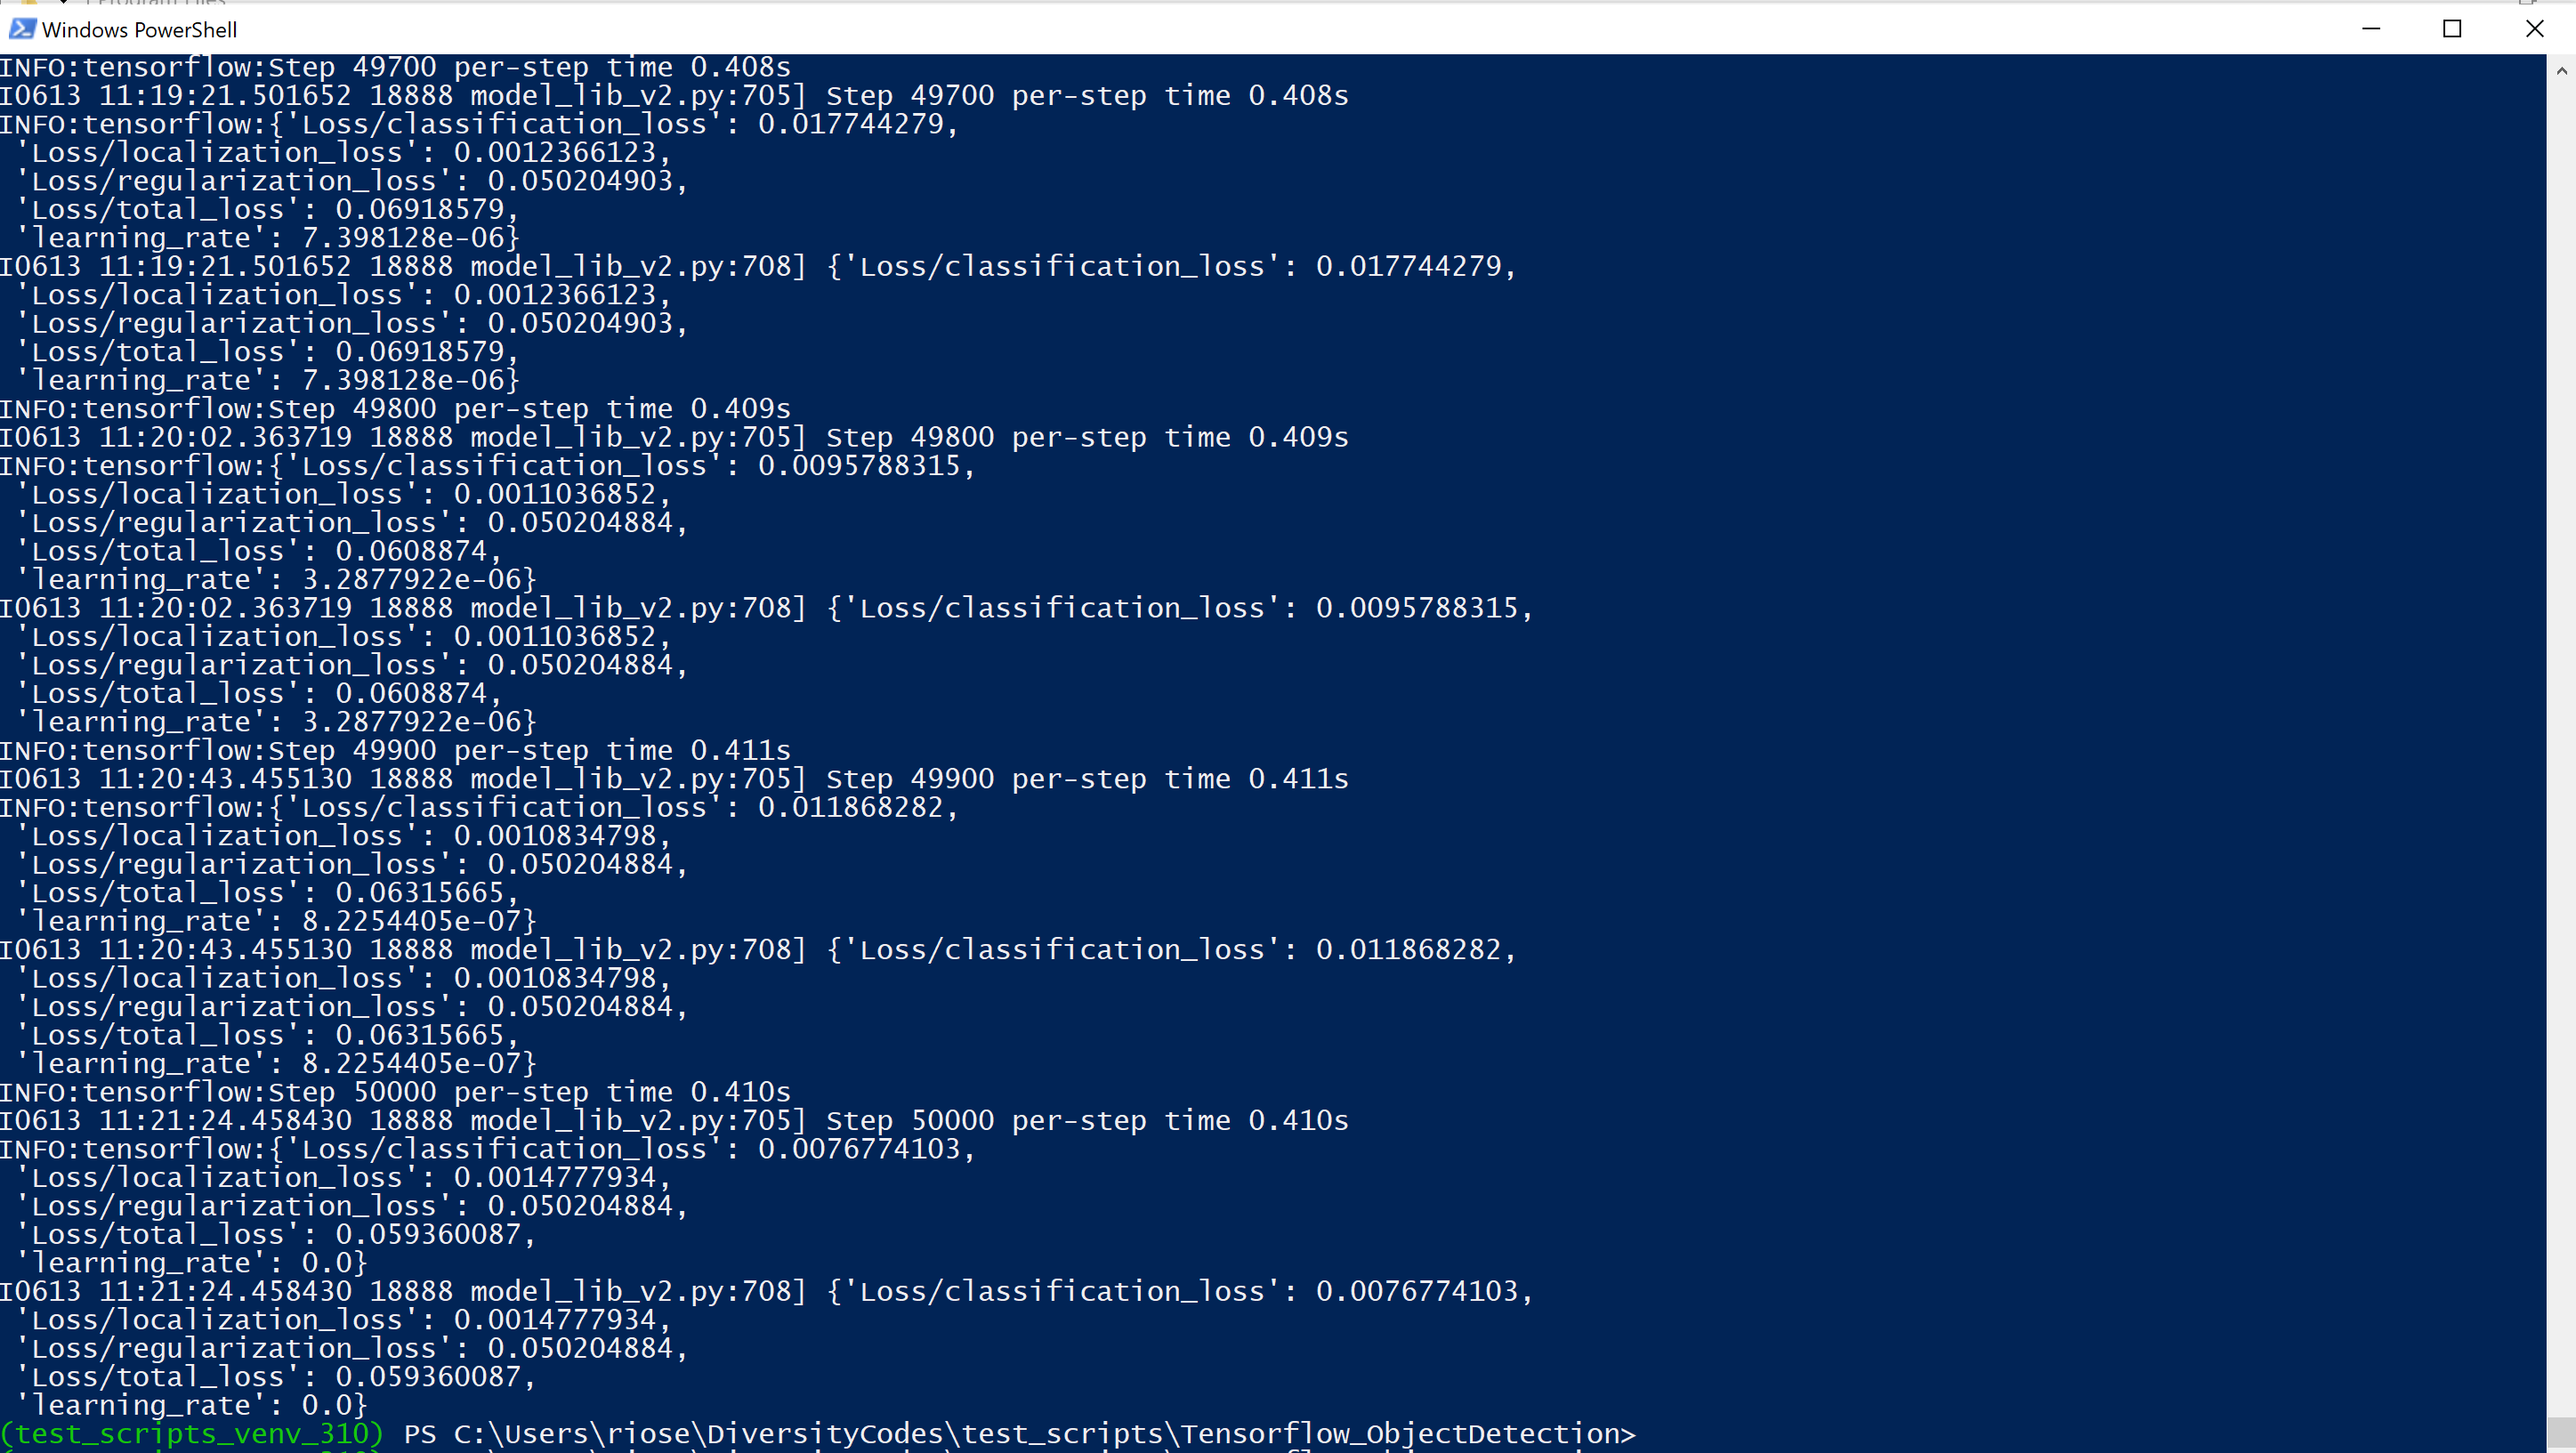 Program Files
Windows PowerShell
INFO:tensorflow:Step 49700 per-step time 0.408s
I0613 11:19:21.501652 18888 model_lib_v2.py:705] Step 49700 per-step time 0.408s
INFO:tensorflow:{'Loss/classification_loss': 0.017744279,
 'Loss/localization_loss': 0.0012366123,
 'Loss/regularization_loss': 0.050204903,
 'Loss/total_loss': 0.06918579,
 'learning_rate': 7.398128e-06}
I0613 11:19:21.501652 18888 model_lib_v2.py:708] {'Loss/classification_loss': 0.017744279,
 'Loss/localization_loss': 0.0012366123,
 'Loss/regularization_loss': 0.050204903,
 'Loss/total_loss': 0.06918579,
 'learning_rate': 7.398128e-06}
INFO:tensorflow:Step 49800 per-step time 0.409s
I0613 11:20:02.363719 18888 model_lib_v2.py:705] Step 49800 per-step time 0.409s
INFO:tensorflow:{'Loss/classification_loss': 0.0095788315,
 'Loss/localization_loss': 0.0011036852,
 'Loss/regularization_loss': 0.050204884,
 'Loss/total_loss': 0.0608874,
 'learning_rate': 3.2877922e-06}
I0613 11:20:02.363719 18888 model_lib_v2.py:708] {'Loss/classification_loss': 0.0095788315,
 'Loss/localization_loss': 0.0011036852,
 'Loss/regularization_loss': 0.050204884,
 'Loss/total_loss': 0.0608874,
 'learning_rate': 3.2877922e-06}
INFO:tensorflow:Step 49900 per-step time 0.411s
I0613 11:20:43.455130 18888 model_lib_v2.py:705] Step 49900 per-step time 0.411s
INFO:tensorflow:{'Loss/classification_loss': 0.011868282,
 'Loss/localization_loss': 0.0010834798,
 'Loss/regularization_loss': 0.050204884,
 'Loss/total_loss': 0.06315665,
 'learning_rate': 8.2254405e-07}
I0613 11:20:43.455130 18888 model_lib_v2.py:708] {'Loss/classification_loss': 0.011868282,
 'Loss/localization_loss': 0.0010834798,
 'Loss/regularization_loss': 0.050204884,
 'Loss/total_loss': 0.06315665,
 'learning_rate': 8.2254405e-07}
INFO:tensorflow:Step 50000 per-step time 0.410s
I0613 11:21:24.458430 18888 model_lib_v2.py:705] Step 50000 per-step time 0.410s
INFO:tensorflow:{'Loss/classification_loss': 0.0076774103,
 'Loss/localization_loss': 0.0014777934,
 'Loss/regularization_loss': 0.050204884,
 'Loss/total_loss': 0.059360087,
 'learning_rate': 0.0}
I0613 11:21:24.458430 18888 model_lib_v2.py:708] {'Loss/classification_loss': 0.0076774103,
 'Loss/localization_loss': 0.0014777934,
 'Loss/regularization_loss': 0.050204884,
 'Loss/total_loss': 0.059360087,
 'learning_rate': 0.0}
(test_scripts_venv_310) PS C:\Users\riose\DiversityCodes\test_scripts\Tensorflow_ObjectDetection>